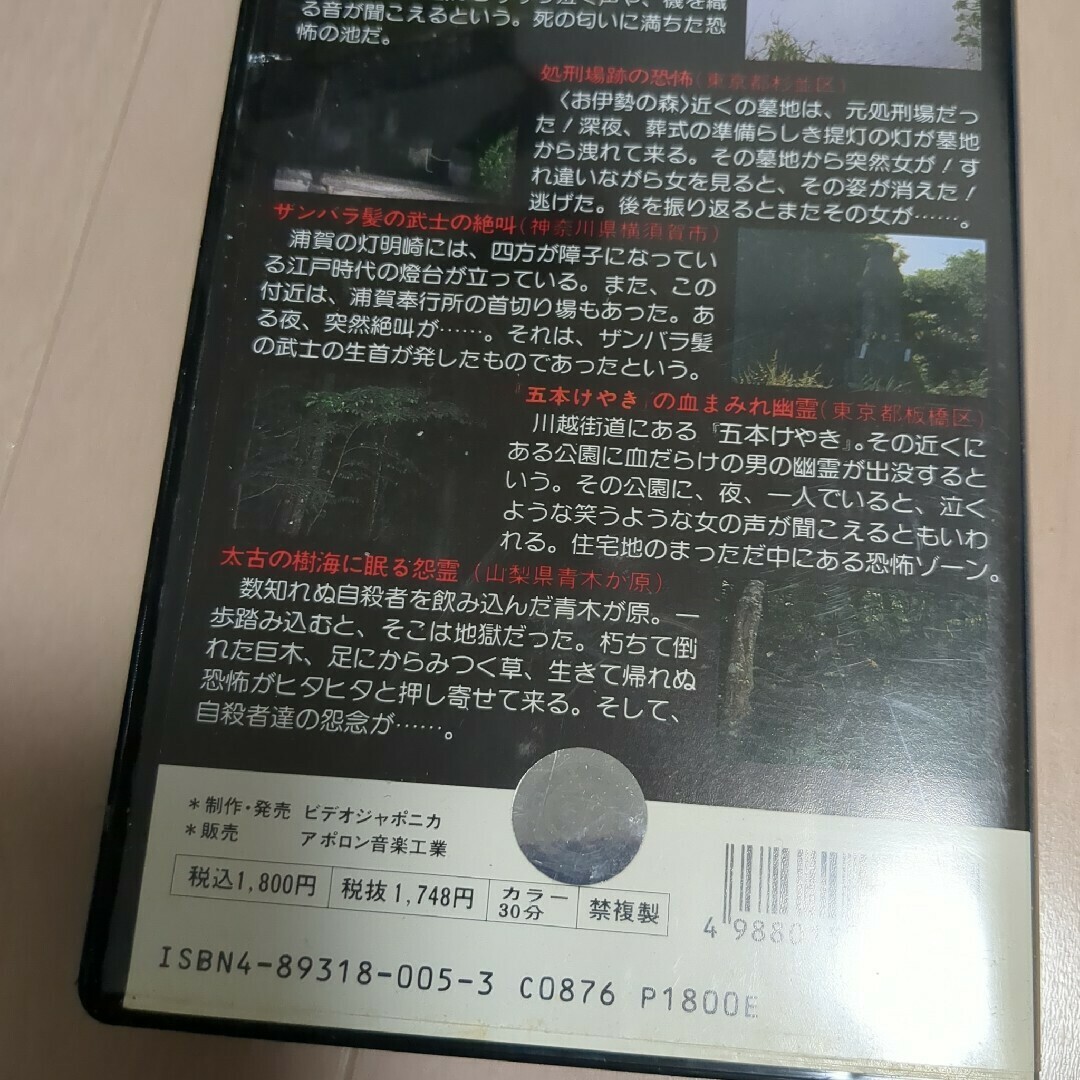 泣く声や、機を織
る音が聞こえるという。死の匂いに満ちた恐
怖の池だ。
処刑場跡の恐怖(東京都杉並区)
〈お伊勢の森〉近くの墓地は、元処刑場だっ
た！深夜、葬式の準備らしき提灯の灯が墓地
から洩れて来る。その墓地から突然女が！す
れ違いながら女を見ると、その姿が消えた！
逃げた。後を振り返るとまたその女が……。
ザンバラ髪の武士の絶叫(神奈川県横須賀市)
浦賀の灯明崎には、四方が障子になってい
る江戸時代の燈台が立っている。また、この
付近は、浦賀奉行所の首切り場もあった。あ
る夜、突然絶叫が……。それは、ザンバラ髪
の武士の生首が発したものであったという。
『五本けやき』の血まみれ幽霊(東京都板橋区)
川越街道にある『五本けやき』。その近くに
ある公園に血だらけの男の幽霊が出没すると
いう。その公園に、夜、一人でいると、泣く
ような笑うような女の声が聞こえるともいわ
れる。住宅地のまっただ中にある恐怖ゾーン。
太古の樹海に眠る怨霊(山梨県青木が原)
数知れぬ自殺者を飲み込んだ青木が原。一
歩踏み込むと、そこは地獄だった。朽ちて倒
れた巨木、足にからみつく草、生きて帰れぬ
恐怖がヒタヒタと押し寄せて来る。そして、
自殺者達の怨念が……。
*制作・発売 ビデオジャポニカ
*販売 アポロン音楽工業
税込1,800円 税抜1,748円 カラー30分 禁複製
4 9880
ISBN4-89318-005-3 C0876 P1800E